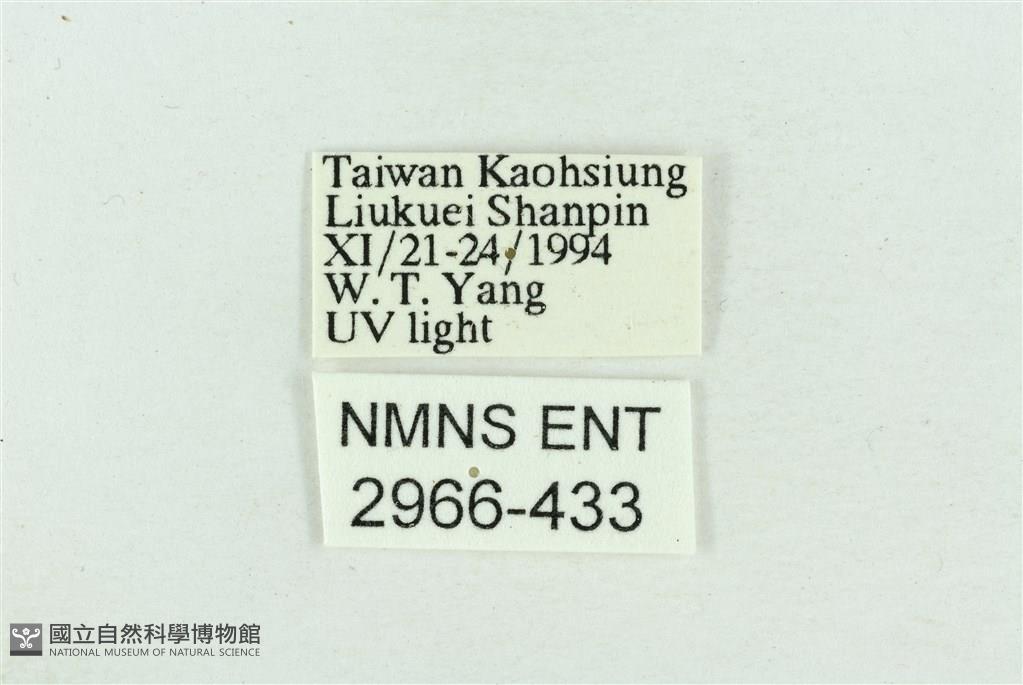 Taiwan Kaohsiung
Liukuei Shanpin
XI/21-24/1994
W. T. Yang
UV light
NMNS ENT
2966-433
國立自然科學博物館
NATIONAL MUSEUM OF NATURAL SCIENCE